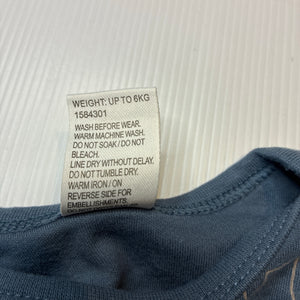 WEIGHT: UP TO 6KG
1584301
WASH BEFORE WEAR.
WARM MACHINE WASH.
DO NOT SOAK / DO NOT
BLEACH.
LINE DRY WITHOUT DELAY.
DO NOT TUMBLE DRY.
WARM IRON / ON
REVERSE SIDE FOR
EMBELLISHMENTS.